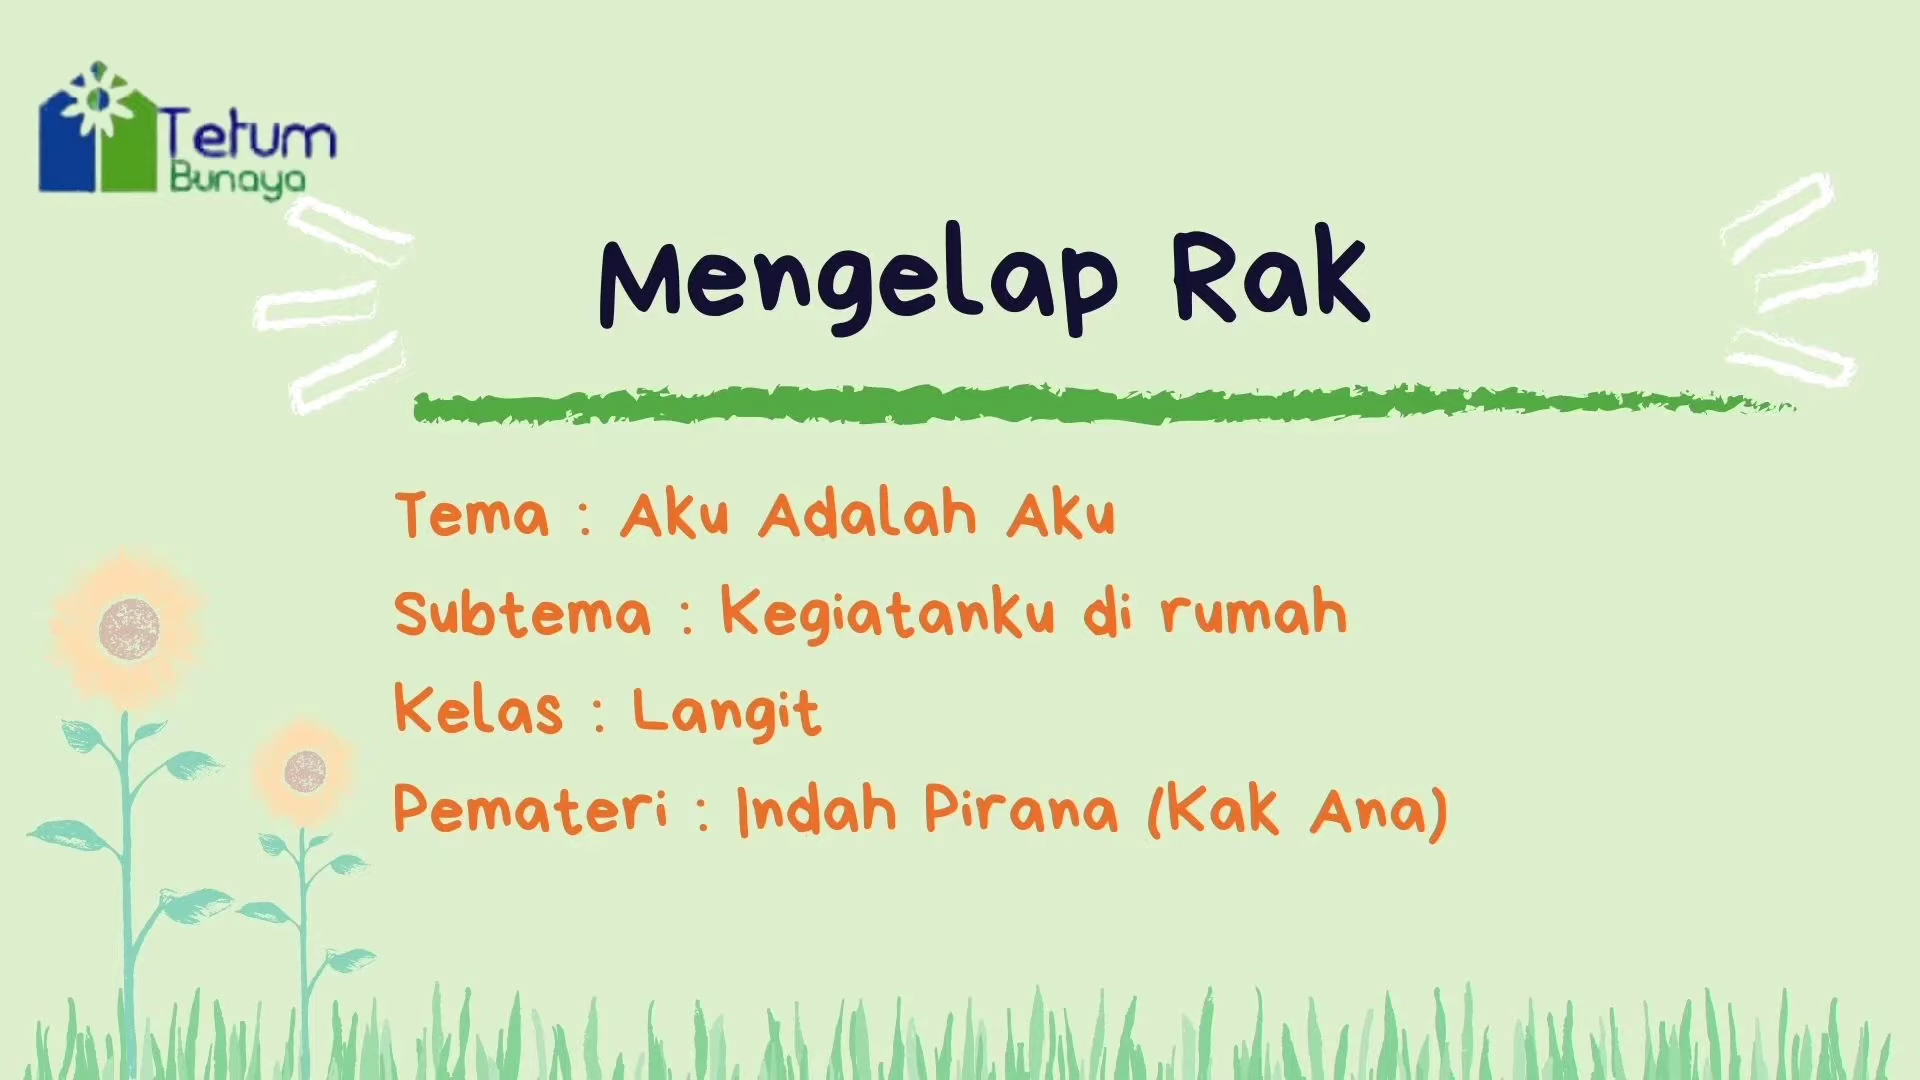 Tetum
Bunaya
Mengelap Rak
Tema : Aku Adalah Aku
Subtema : Kegiatanku di rumah
Kelas : Langit
Pemateri : Indah Pirana (Kak Ana)